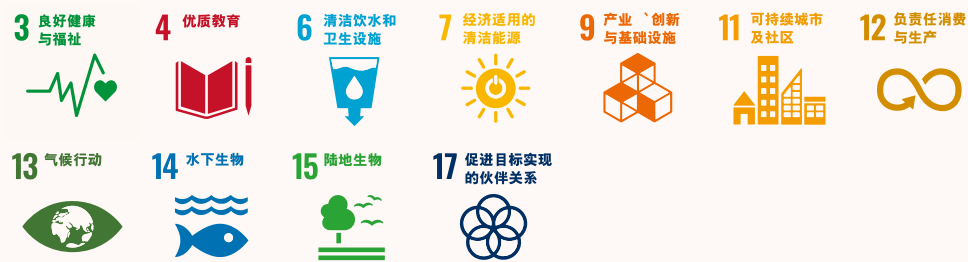 3 良好健康
与福祉
4 优质教育
6 清洁饮水和
卫生设施
7 经济适用的
清洁能源
9 产业、创新
与基础设施
11 可持续城市
及社区
12 负责任消费
与生产
13 气候行动
14 水下生物
15 陆地生物
17 促进目标实现
的伙伴关系